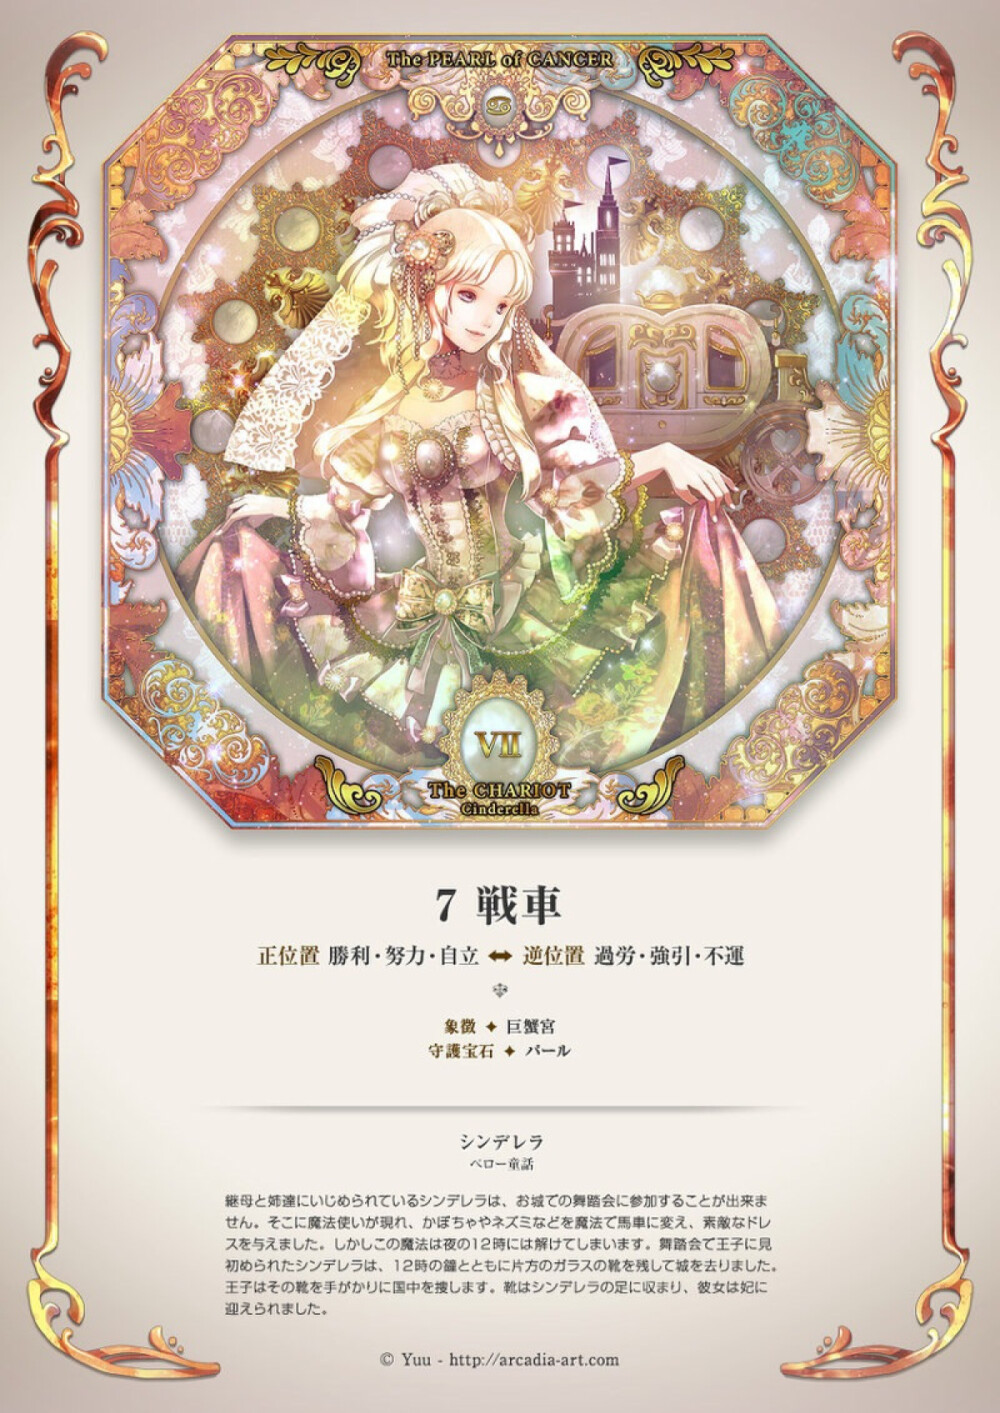 The PEARL of CANCER
♋
VII
The CHARIOT
Cinderella
7 戦車
正位置 勝利・努力・自立 ⬌ 逆位置 過労・強引・不運
象徴 ✦ 巨蟹宮
守護宝石 ✦ パール
シンデレラ
ペロー童話
継母と姉達にいじめられているシンデレラは、お城での舞踏会に参加することが出来ま
せん。そこに魔法使いが現れ、かぼちゃやネズミなどを魔法で馬車に変え、素敵なドレ
スを与えました。しかしこの魔法は夜の12時には解けてしまいます。舞踏会で王子に見
初められたシンデレラは、12時の鐘とともに片方のガラスの靴を残して城を去りました。
王子はその靴を手がかりに国中を捜します。靴はシンデレラの足に収まり、彼女は妃に
迎えられました。
© Yuu - http://arcadia-art.com